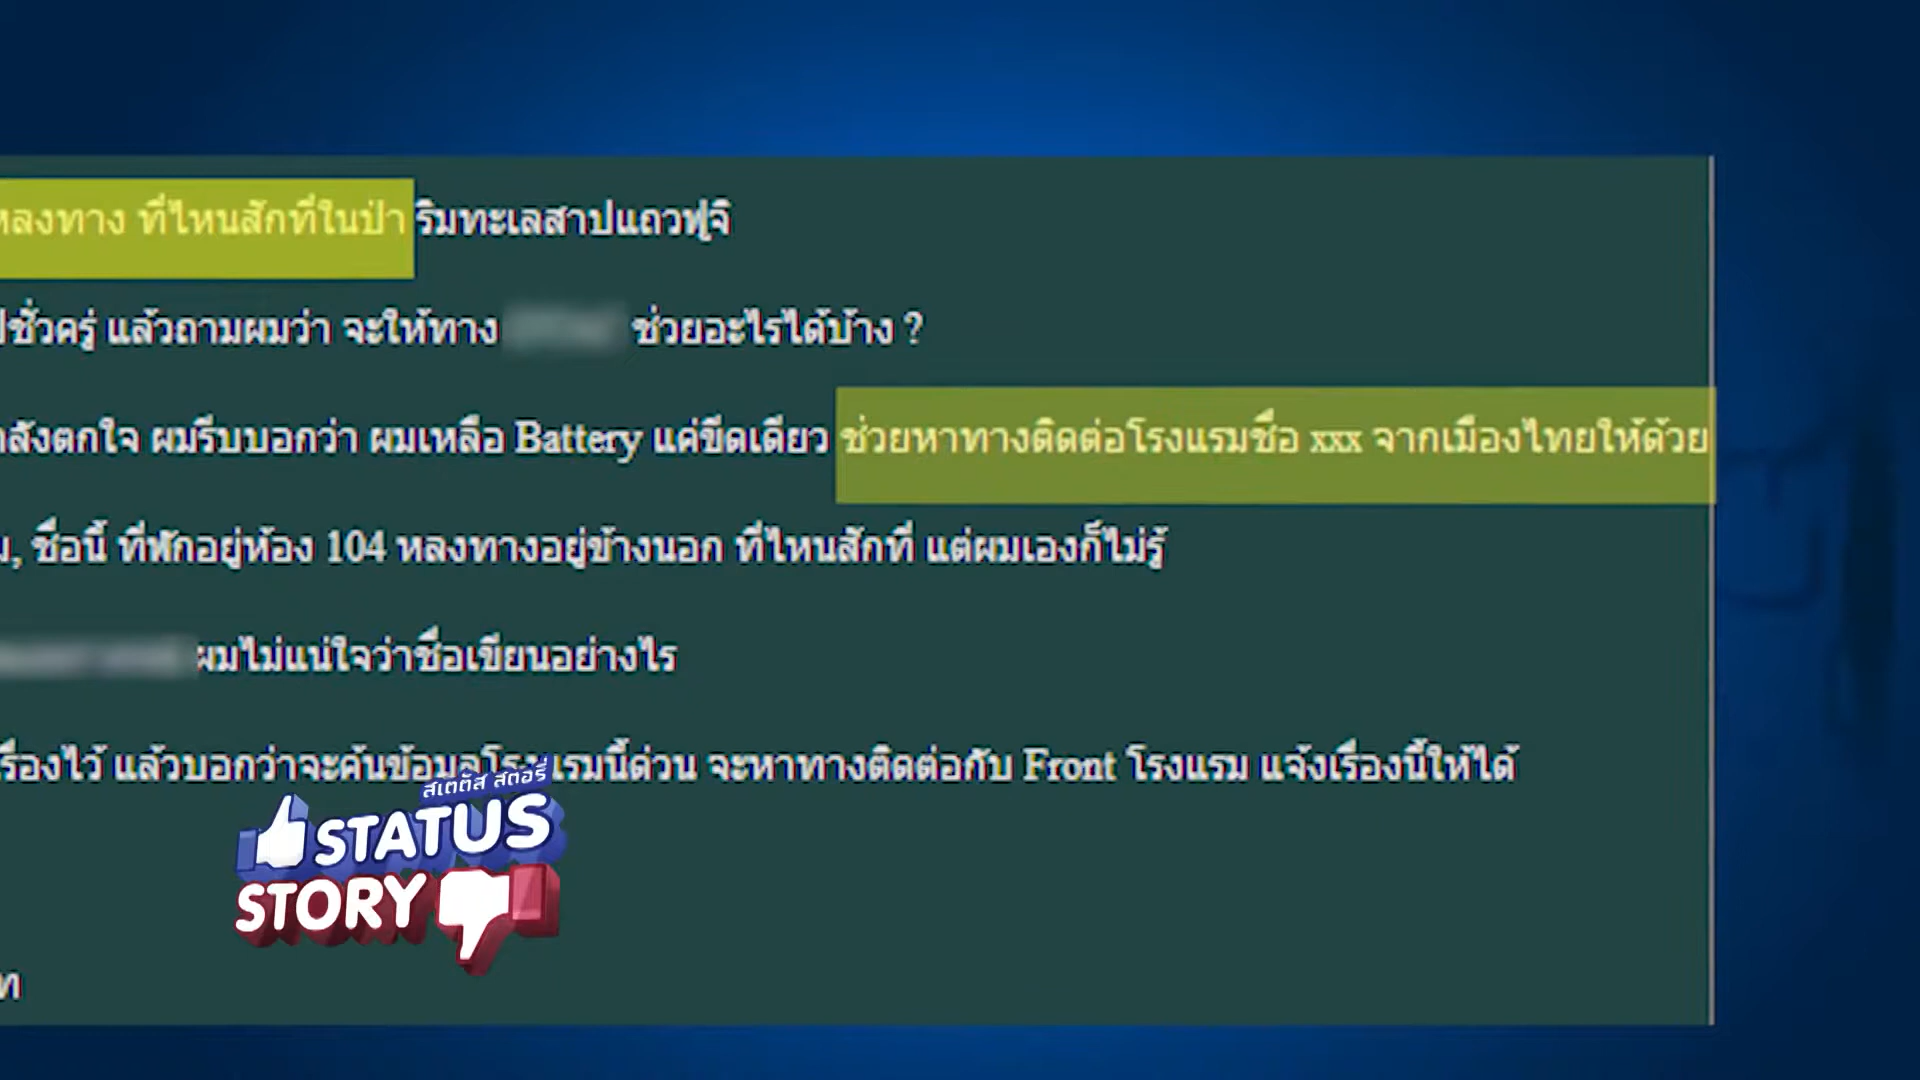 หลงทาง ที่ไหนสักที่ในป่า ริมทะเลสาปแถวฟูจิ
ชั่วครู่ แล้วถามผมว่า จะให้ทาง ช่วยอะไรได้บ้าง ?
ลังตกใจ ผมรีบบอกว่า ผมเหลือ Battery แค่ขีดเดียว ช่วยหาทางติดต่อโรงแรมชื่อ xxx จากเมืองไทยให้ด้วย
ม, ชื่อนี้ ที่พักอยู่ห้อง 104 หลงทางอยู่ข้างนอก ที่ไหนสักที่ แต่ผมเองก็ไม่รู้
ผมไม่แน่ใจว่าชื่อเขียนอย่างไร
รื่องไว้ แล้วบอกว่าจะค้นข้อมูลโรงแรมนี้ด่วน จะหาทางติดต่อกับ Front โรงแรม แจ้งเรื่องนี้ให้ได้
สเตตัส สตอรี่
STATUS
STORY
ท